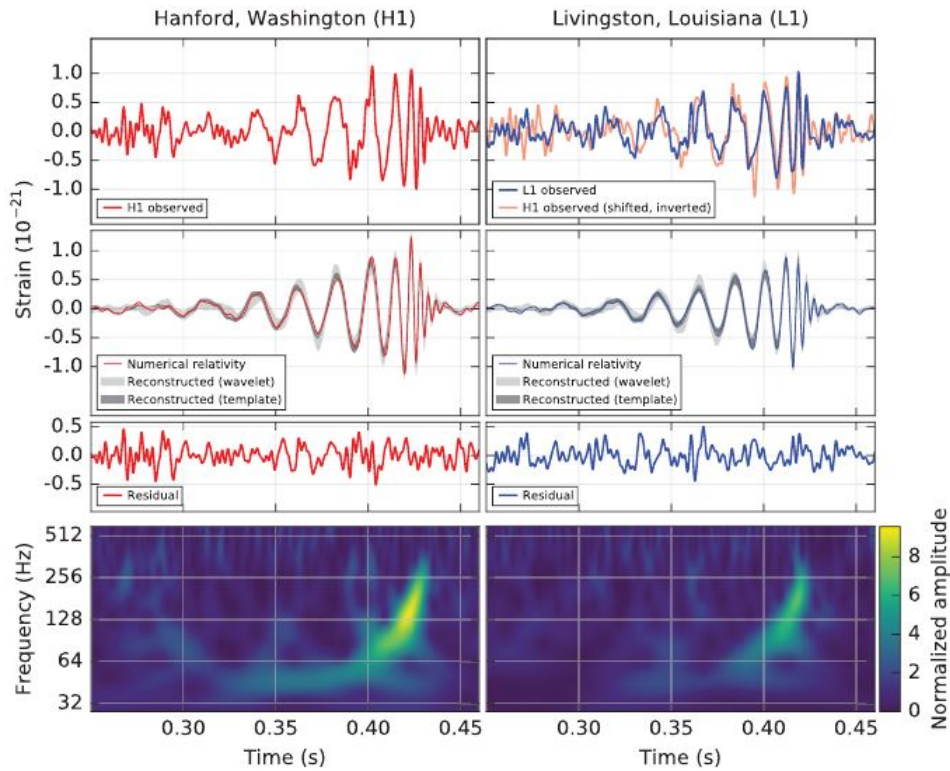 Hanford, Washington (H1)
Livingston, Louisiana (L1)
Strain (10⁻²¹)
1.0
0.5
0.0
-0.5
-1.0
H1 observed
L1 observed
H1 observed (shifted, inverted)
1.0
0.5
0.0
-0.5
-1.0
Numerical relativity
Reconstructed (wavelet)
Reconstructed (template)
Numerical relativity
Reconstructed (wavelet)
Reconstructed (template)
0.5
0.0
-0.5
Residual
Residual
Frequency (Hz)
512
256
128
64
32
Normalized amplitude
8
6
4
2
0
0.30 0.35 0.40 0.45
0.30 0.35 0.40 0.45
Time (s)
Time (s)